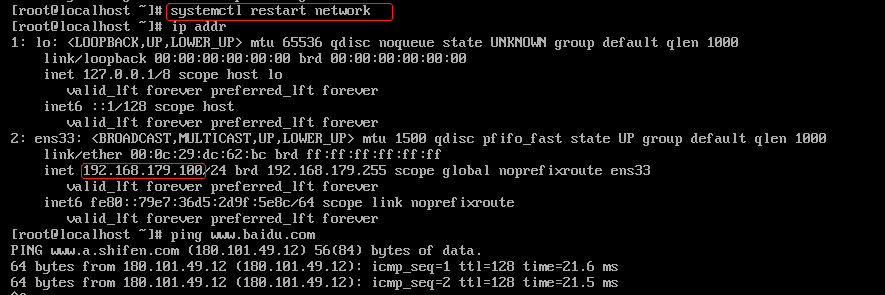 [root@localhost ~]# systemctl restart network
[root@localhost ~]# ip addr
1: lo: <LOOPBACK,UP,LOWER_UP> mtu 65536 qdisc noqueue state UNKNOWN group default qlen 1000
    link/loopback 00:00:00:00:00:00 brd 00:00:00:00:00:00
    inet 127.0.0.1/8 scope host lo
       valid_lft forever preferred_lft forever
    inet6 ::1/128 scope host
       valid_lft forever preferred_lft forever
2: ens33: <BROADCAST,MULTICAST,UP,LOWER_UP> mtu 1500 qdisc pfifo_fast state UP group default qlen 1000
    link/ether 00:0c:29:dc:62:bc brd ff:ff:ff:ff:ff:ff
    inet 192.168.179.100/24 brd 192.168.179.255 scope global noprefixroute ens33
       valid_lft forever preferred_lft forever
    inet6 fe80::79e7:36d5:2d9f:5e8c/64 scope link noprefixroute
       valid_lft forever preferred_lft forever
[root@localhost ~]# ping www.baidu.com
PING www.a.shifen.com (180.101.49.12) 56(84) bytes of data.
64 bytes from 180.101.49.12 (180.101.49.12): icmp_seq=1 ttl=128 time=21.6 ms
64 bytes from 180.101.49.12 (180.101.49.12): icmp_seq=2 ttl=128 time=21.5 ms